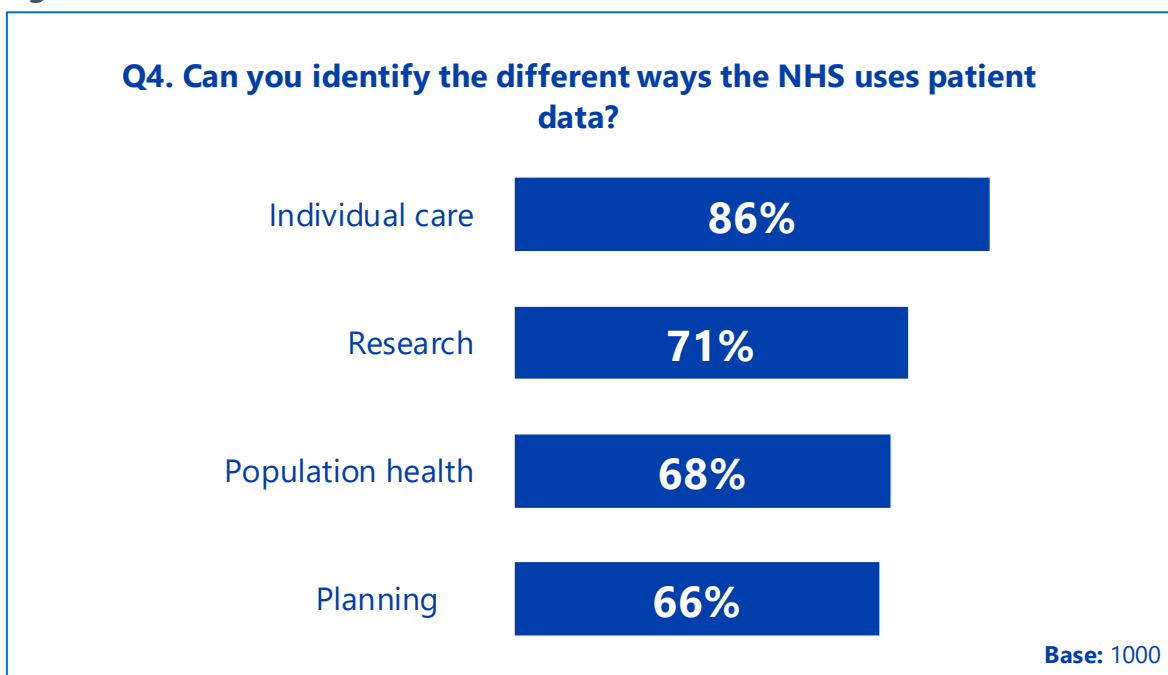 Q4. Can you identify the different ways the NHS uses patient
data?
Individual care 86%
Research 71%
Population health 68%
Planning 66%
Base: 1000